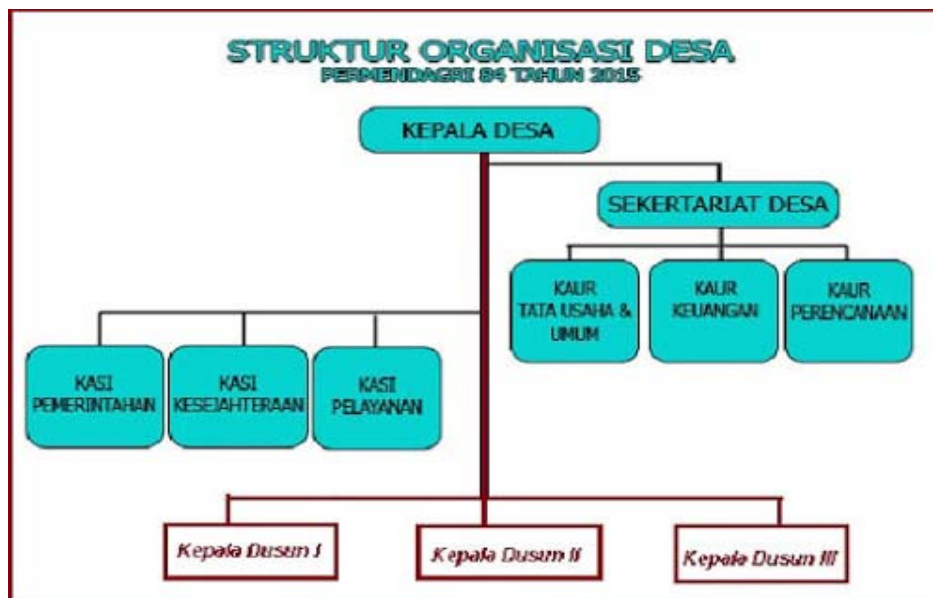 STRUKTUR ORGANISASI DESA
PERMENDAGRI 84 TAHUN 2015
KEPALA DESA
SEKERTARIAT DESA
KAUR
TATA USAHA &
UMUM
KAUR
KEUANGAN
KAUR
PERENCANAAN
KASI
PEMERINTAHAN
KASI
KESEJAHTERAAN
KASI
PELAYANAN
Kepala Dusun I
Kepala Dusun II
Kepala Dusun III